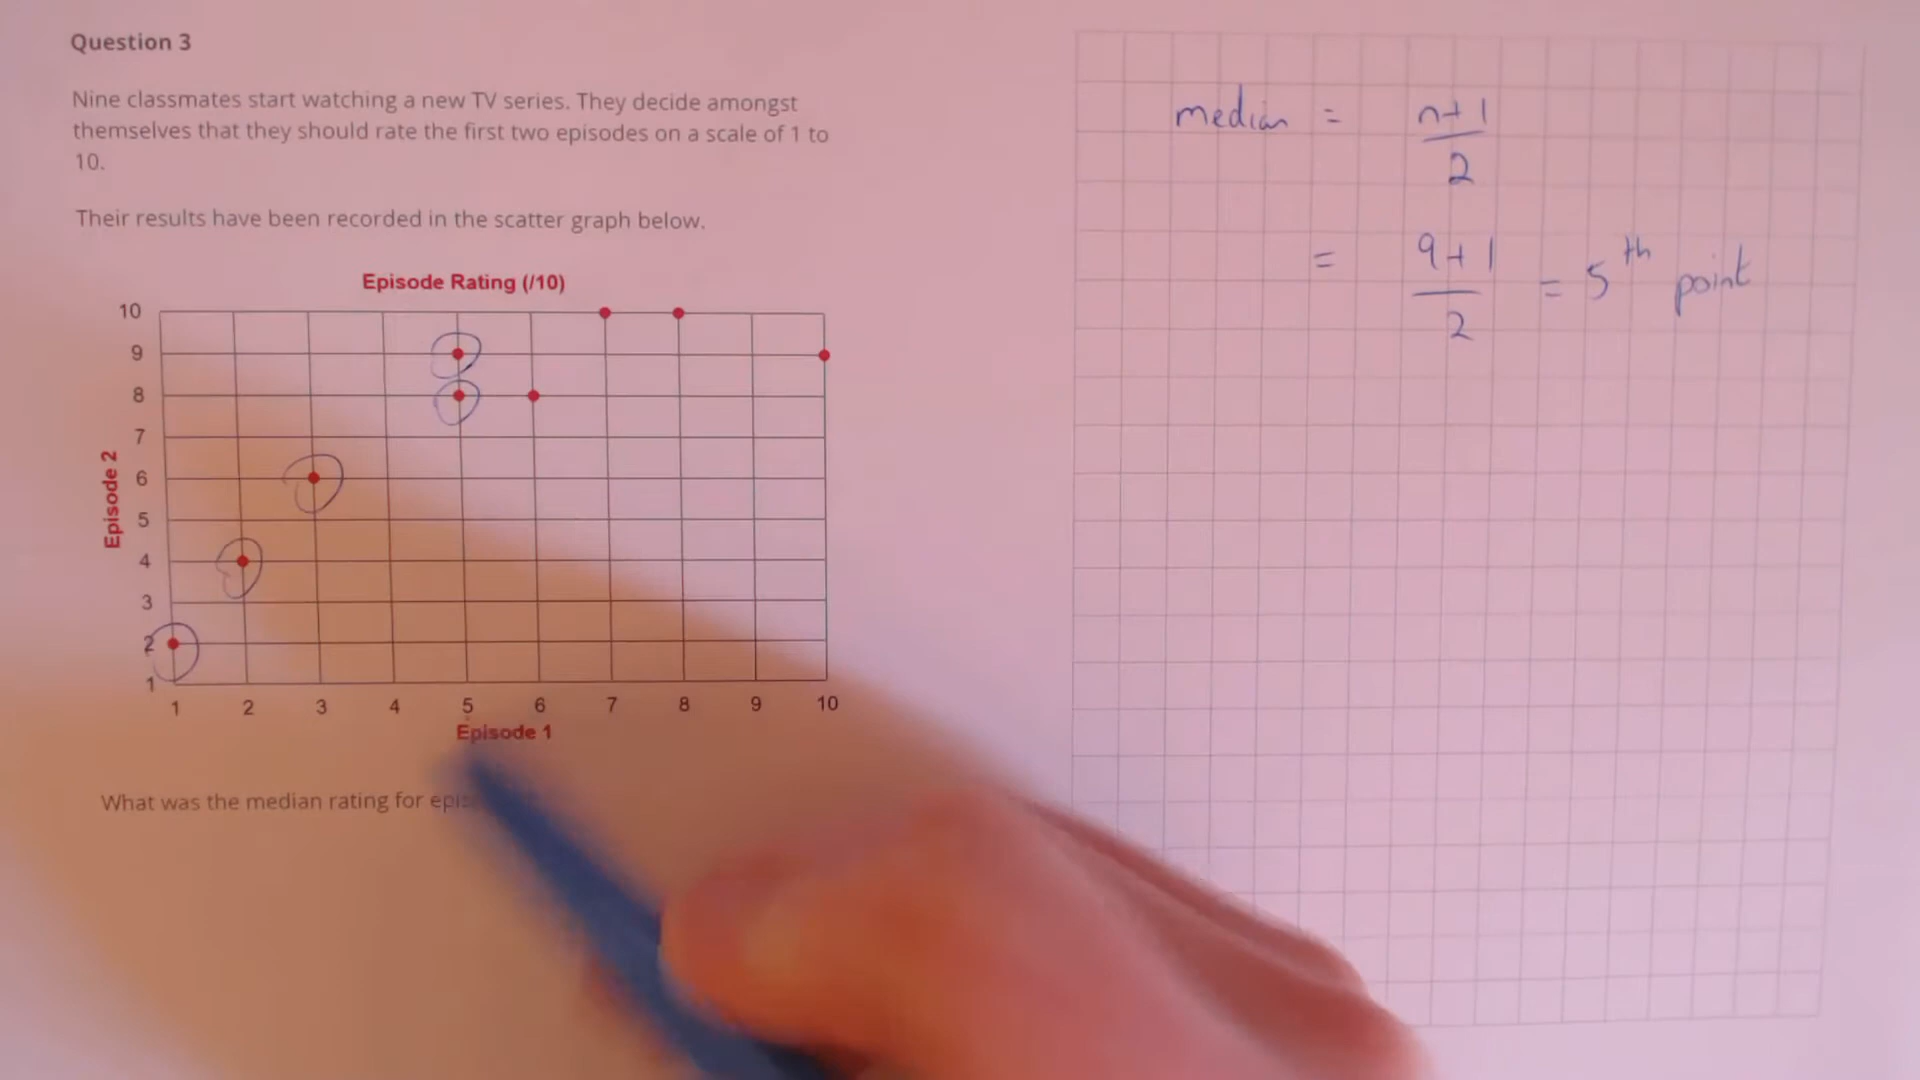 Question 3
Nine classmates start watching a new TV series. They decide amongst
themselves that they should rate the first two episodes on a scale of 1 to
10.
Their results have been recorded in the scatter graph below.
Episode Rating (/10)
10
9
8
7
6
5
4
3
2
1
Episode 2
1 2 3 4 5 6 7 8 9 10
Episode 1
What was the median rating for
median = n+1
2
= 9+1
2
= 5th point